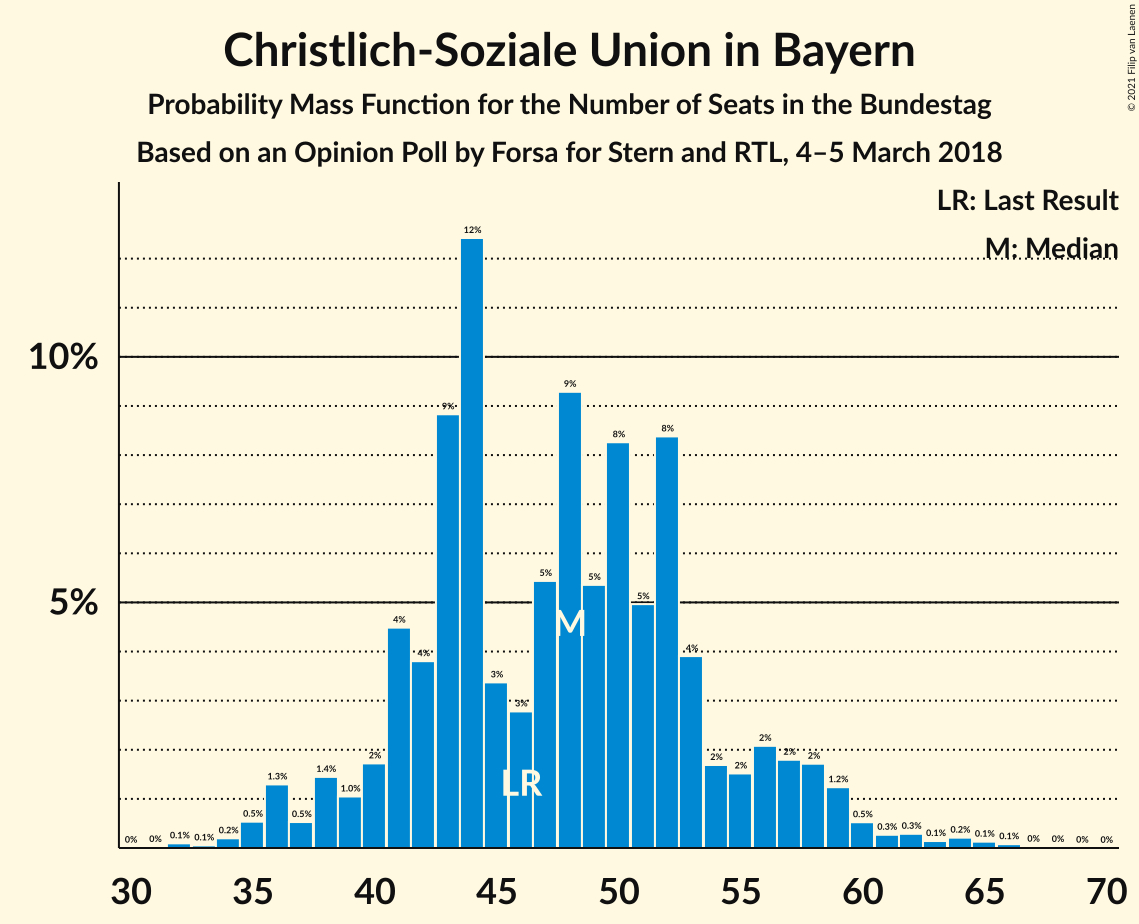 Christlich-Soziale Union in Bayern
Probability Mass Function for the Number of Seats in the Bundestag
Based on an Opinion Poll by Forsa for Stern and RTL, 4–5 March 2018
© 2021 Filip van Laenen
LR: Last Result
M: Median
10%
5%
0% 0% 0.1% 0.1% 0.2% 0.5% 1.3% 0.5% 1.4% 1.0% 2% 4% 4% 9% 12% 3% 3% 5% 9% 5% 8% 5% 8% 4% 2% 2% 2% 2% 2% 1.2% 0.5% 0.3% 0.3% 0.1% 0.2% 0.1% 0.1% 0% 0% 0% 0%
M
LR
30 35 40 45 50 55 60 65 70